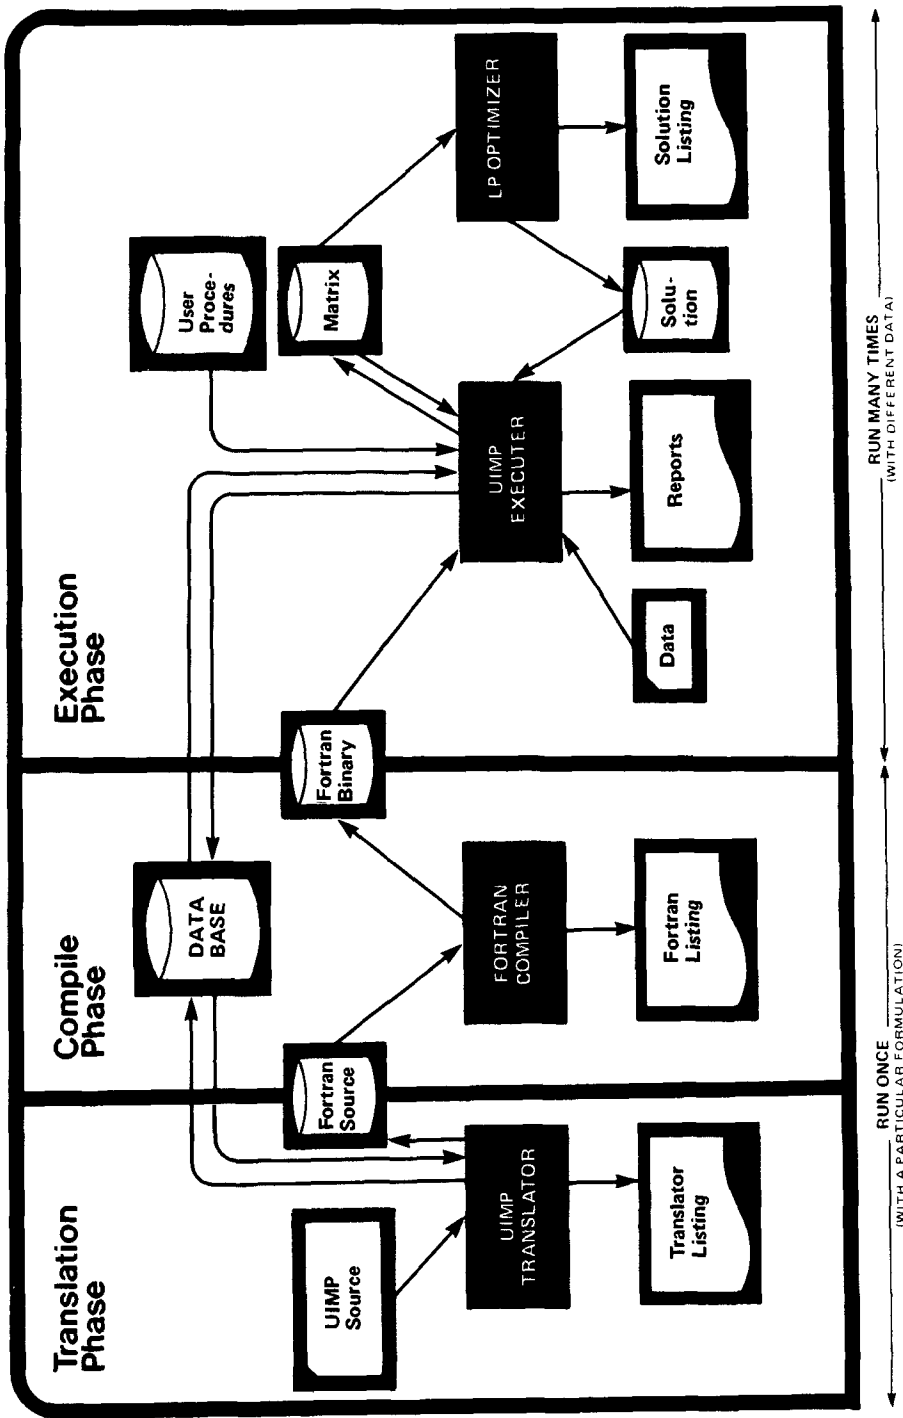 Translation
Phase
UIMP
Source
UIMP
TRANSLATOR
Translator
Listing
Fortran
Source
Compile
Phase
DATA
BASE
FORTRAN
COMPILER
Fortran
Listing
Fortran
Binary
Execution
Phase
User
Proce-
dures
Matrix
UIMP
EXECUTER
Data
Reports
LP OPTIMIZER
Solu-
tion
Solution
Listing
RUN ONCE
(WITH A PARTICULAR FORMULATION)
RUN MANY TIMES
(WITH DIFFERENT DATA)